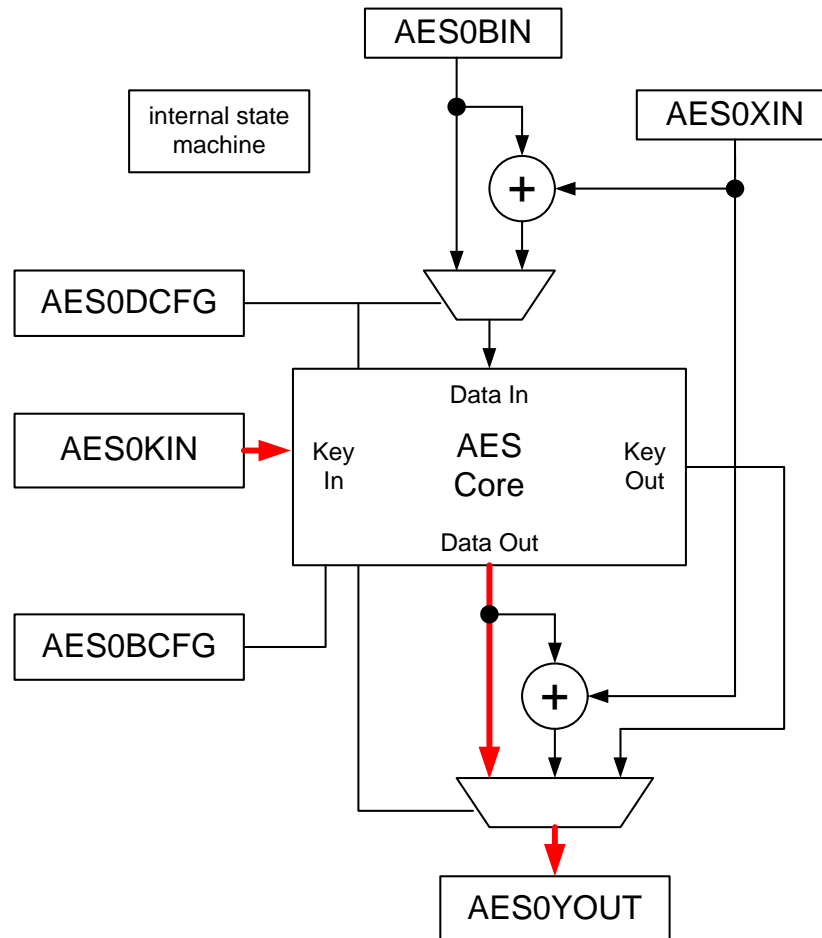 AES0BIN
internal state
machine
AES0XIN
+
AES0DCFG
Data In
AES0KIN
Key
In
AES
Core
Key
Out
Data Out
AES0BCFG
+
AES0YOUT